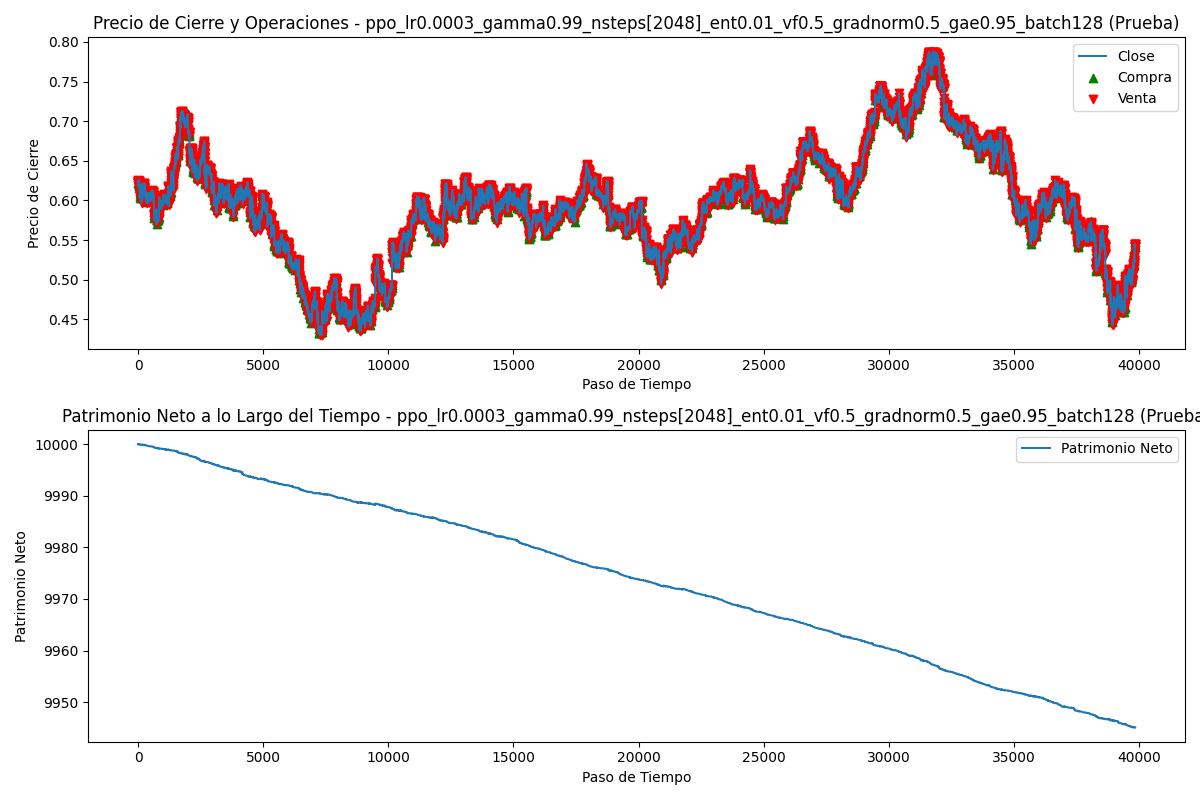 Precio de Cierre y Operaciones - ppo_lr0.0003_gamma0.99_nsteps[2048]_ent0.01_vf0.5_gradnorm0.5_gae0.95_batch128 (Prueba)
Precio de Cierre
0.80
0.75
0.70
0.65
0.60
0.55
0.50
0.45
Close
Compra
Venta
0 5000 10000 15000 20000 25000 30000 35000 40000
Paso de Tiempo
Patrimonio Neto a lo Largo del Tiempo - ppo_lr0.0003_gamma0.99_nsteps[2048]_ent0.01_vf0.5_gradnorm0.5_gae0.95_batch128 (Prueba
Patrimonio Neto
10000
9990
9980
9970
9960
9950
Patrimonio Neto
0 5000 10000 15000 20000 25000 30000 35000 40000
Paso de Tiempo